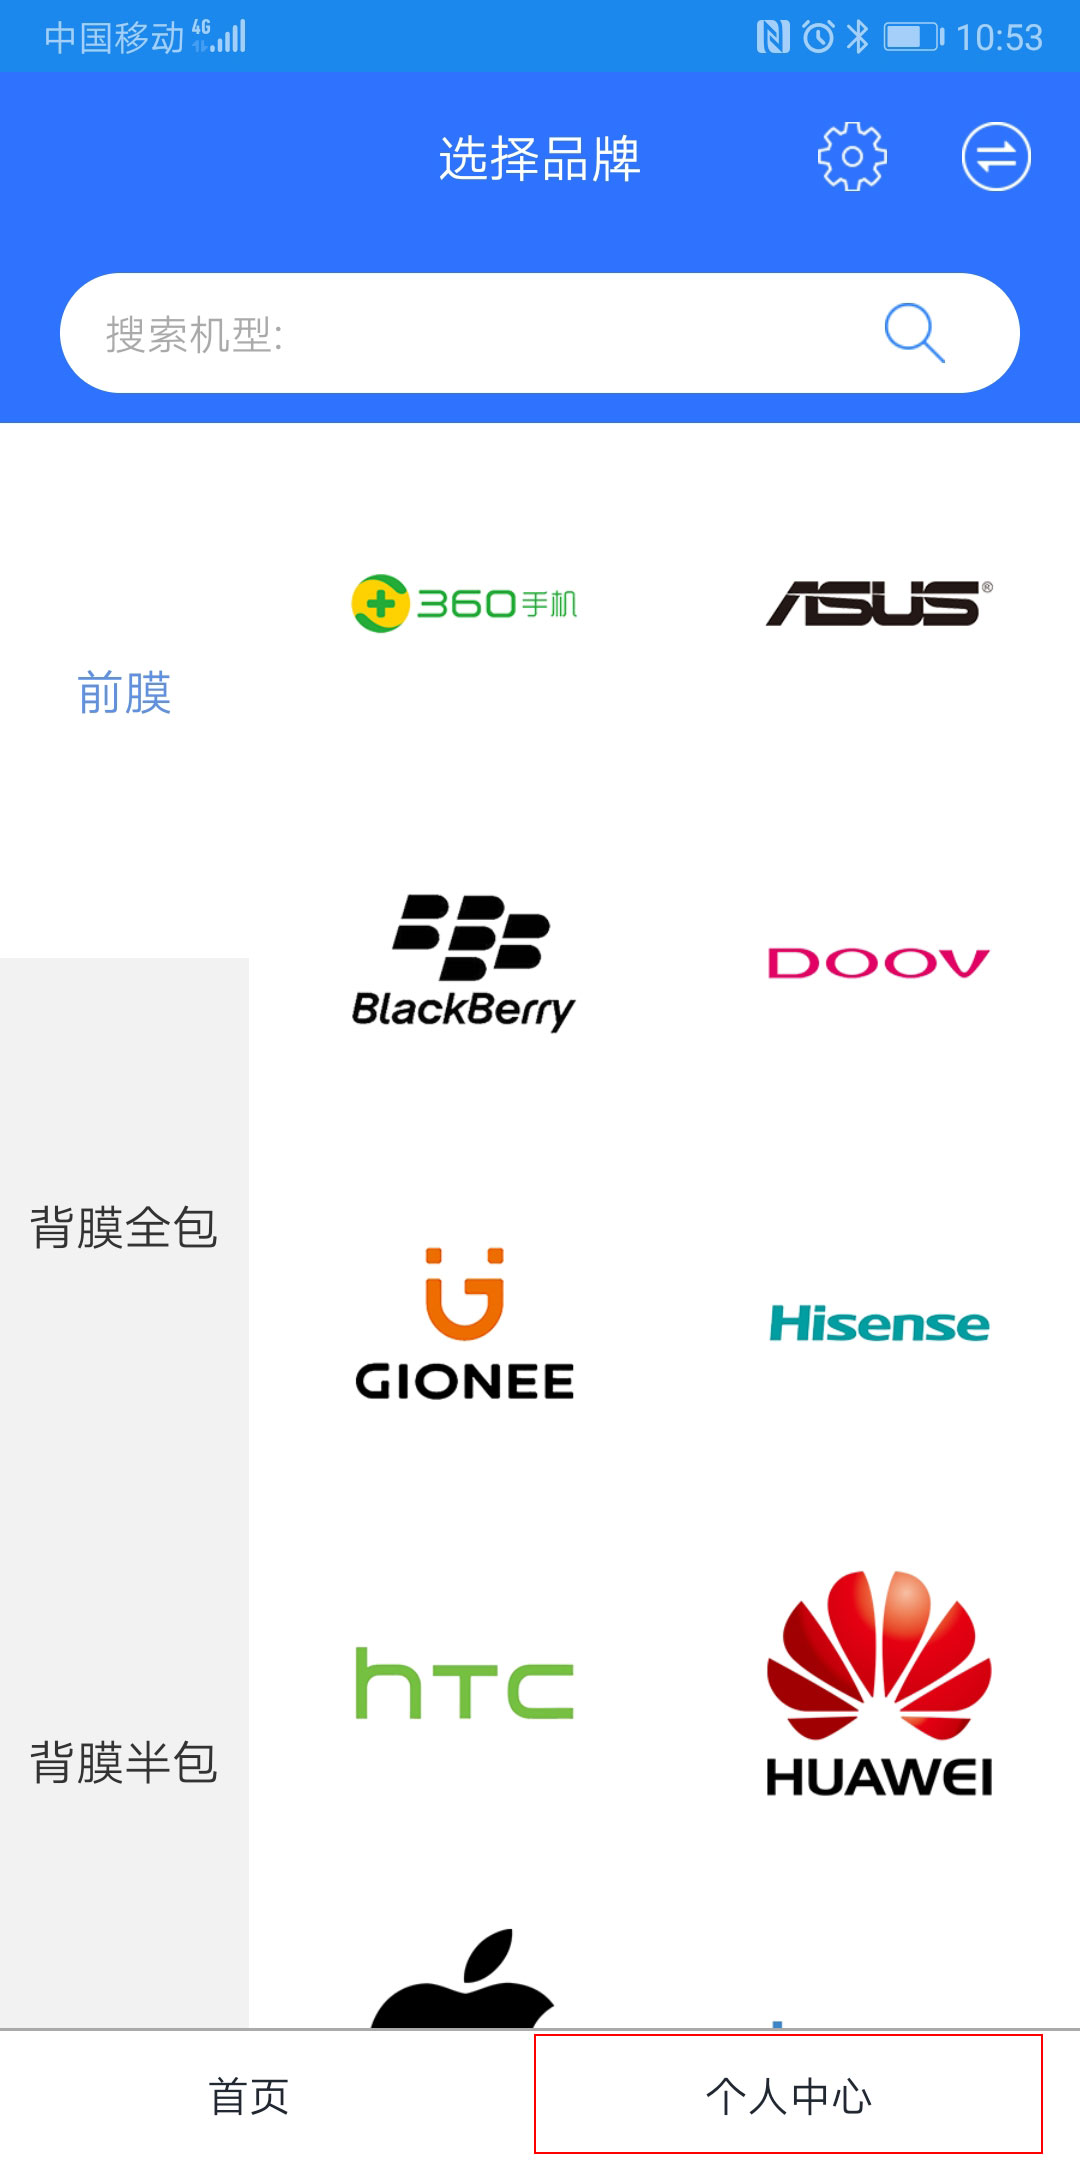 中国移动 4G 10:53
选择品牌
搜索机型:
360手机 ASUS®
前膜
BlackBerry DOOV
背膜全包
GIONEE Hisense
hTC HUAWEI
背膜半包
首页 个人中心